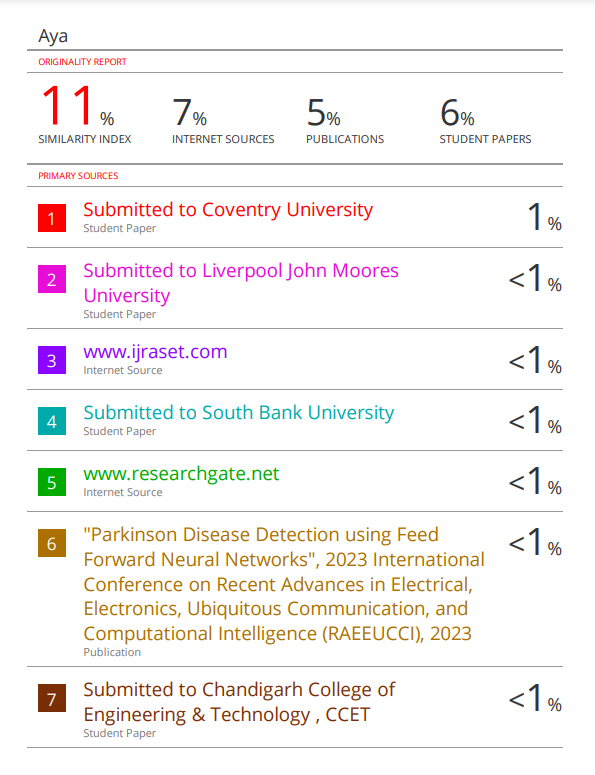 Aya
ORIGINALITY REPORT
11%
7%
5%
6%
SIMILARITY INDEX
INTERNET SOURCES
PUBLICATIONS
STUDENT PAPERS
PRIMARY SOURCES
1
Submitted to Coventry University
Student Paper
1%
2
Submitted to Liverpool John Moores
University
Student Paper
<1%
3
www.ijraset.com
Internet Source
<1%
4
Submitted to South Bank University
Student Paper
<1%
5
www.researchgate.net
Internet Source
<1%
6
"Parkinson Disease Detection using Feed
Forward Neural Networks", 2023 International
Conference on Recent Advances in Electrical,
Electronics, Ubiquitous Communication, and
Computational Intelligence (RAEEUCCI), 2023
Publication
<1%
7
Submitted to Chandigarh College of
Engineering & Technology , CCET
Student Paper
<1%